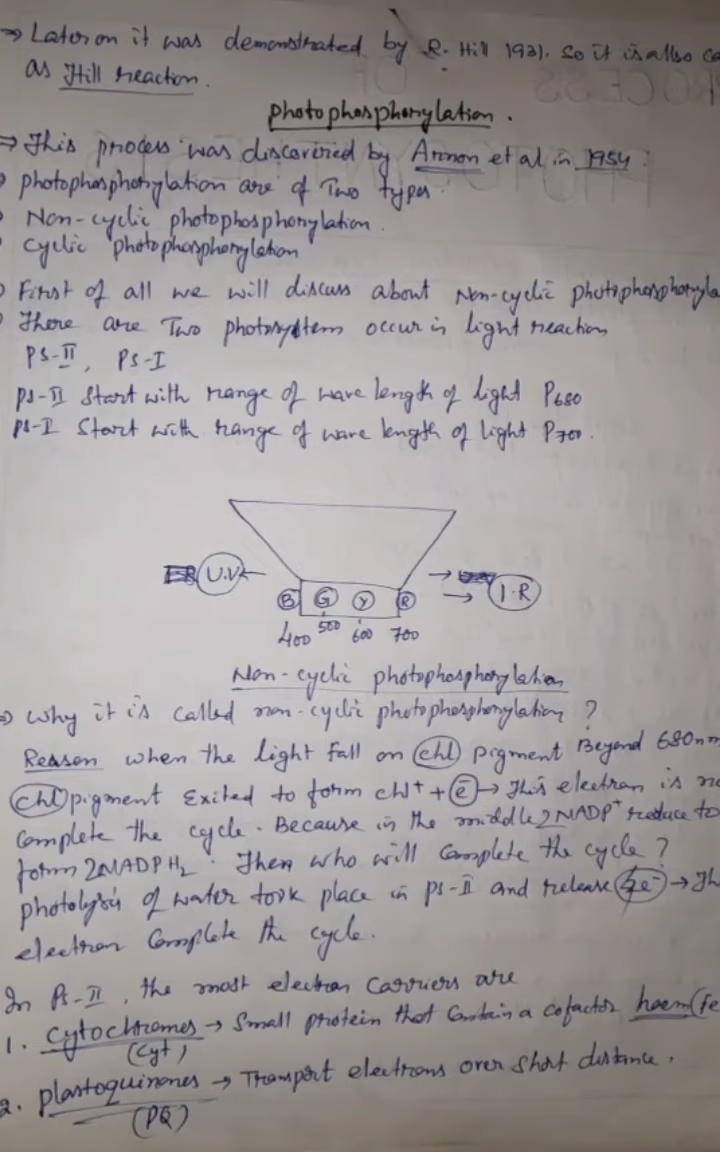 ⇒ Later on it was demonstrated by R. Hill 1931. So it is also
as Hill reaction.
photophosphorylation.
⇒ This process was discoverired by Arnon et al in 1954
photophosphorylation are of Two types.
Non-cyclic photophosphorylation.
cyclic photophosphorylation
First of all we will discuss about Non-cyclic photophosphoryla
There are Two photosystem occur in light reaction
PS-II, PS-I
ps-II Start with range of wave length of light P680
ps-I Start with range of wave length of light P700.
U.V ← → I.R
B G Y R
400 500 600 700
Non-cyclic photophosphorylation
⇒ Why it is called non-cyclic photophosphorylation ?
Reason when the light fall on chl pigment Beyond 680nm
chl pigment Exited to form chl+ + e- → This electron is
Complete the cycle. Because in the middle 2NADP+ reduce to
form 2NADPH2. Then who will complete the cycle ?
photolysis of water took place in ps-II and release e- →
electron Complete the cycle.
In Ps-II, the most electron Carriers are
1. Cytochromes → Small protein that Contain a cofactor haem(Fe
(Cyt)
2. plastoquinones → Transport electrons over Short distance.
(PQ)